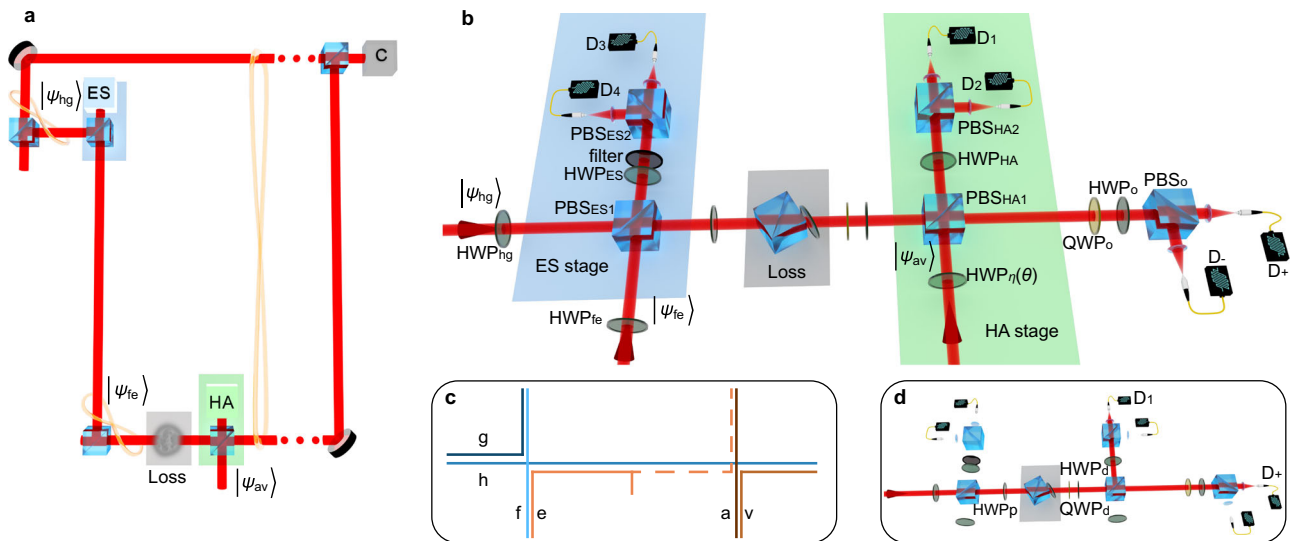 a
C
|ψhg⟩
ES
|ψfe⟩
HA
Loss
|ψav⟩
b
D3
D4
D1
D2
PBSES2
filter
HWPES
PBSHA2
HWPHA
|ψhg⟩
PBSES1
PBSHA1
HWPo
PBSo
HWPhg
ES stage
Loss
|ψav⟩
QWPo
HWPη(θ)
D-
D+
HWPfe
|ψfe⟩
HA stage
c
g
h
f
e
a
v
d
D1
HWPd
D+
HWPp
QWPd